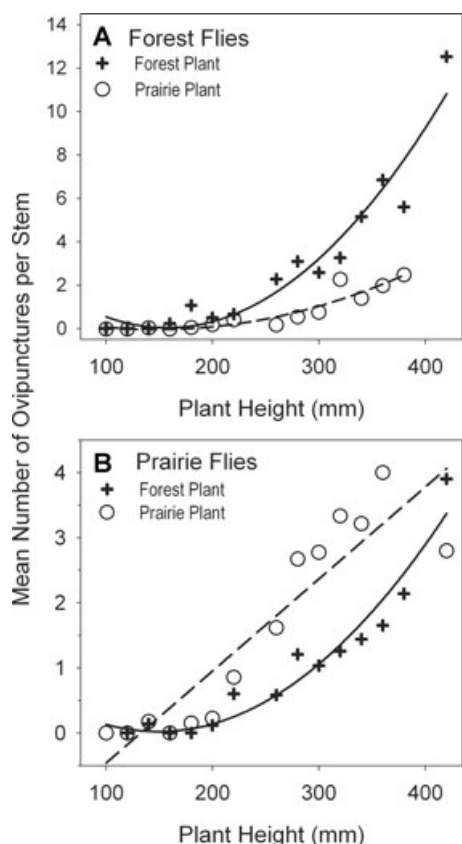 Mean Number of Ovipunctures per Stem
A Forest Flies
Forest Plant
Prairie Plant
14
12
10
8
6
4
2
0
100 200 300 400
Plant Height (mm)
B Prairie Flies
Forest Plant
Prairie Plant
4
3
2
1
0
100 200 300 400
Plant Height (mm)